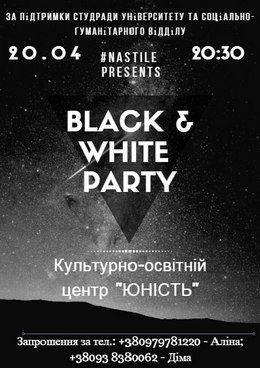 ЗА ПІДТРИМКИ СТУДРАДИ УНІВЕРСИТЕТУ ТА СОЦІАЛЬНО-
ГУМАНІТАРНОГО ВІДДІЛУ
20.04 #NASTILE 20:30
PRESENTS
BLACK &
WHITE
PARTY
Культурно-освітній
центр "ЮНІСТЬ"
Запрошення за тел.: +380979781220 - Аліна;
+38093 8380062 - Діма